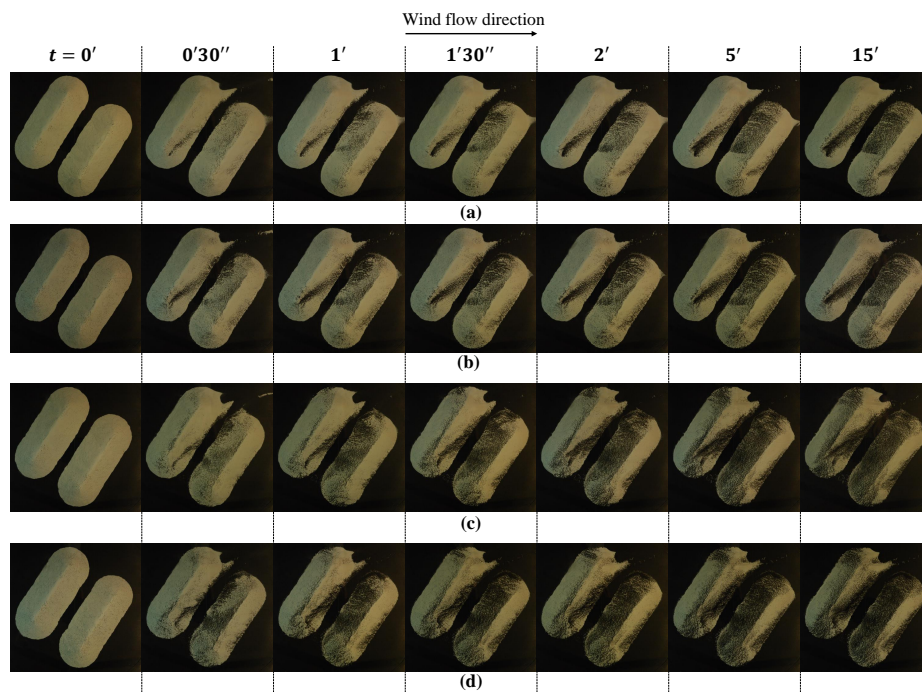 Wind flow direction
t = 0′ 0′30′′ 1′ 1′30′′ 2′ 5′ 15′
(a)
(b)
(c)
(d)